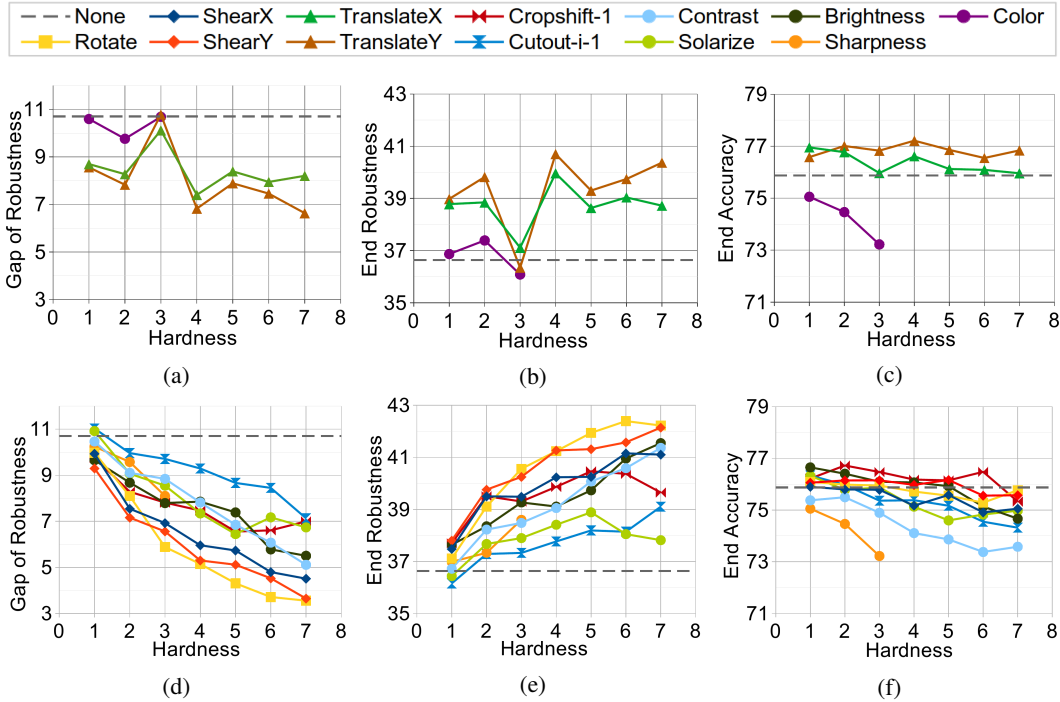 None ShearX TranslateX Cropshift-1 Contrast Brightness Color
Rotate ShearY TranslateY Cutout-i-1 Solarize Sharpness
Gap of Robustness
11
9
7
5
3
0 1 2 3 4 5 6 7 8
Hardness
(a)
End Robustness
43
41
39
37
35
0 1 2 3 4 5 6 7 8
Hardness
(b)
End Accuracy
79
77
75
73
71
0 1 2 3 4 5 6 7 8
Hardness
(c)
Gap of Robustness
11
9
7
5
3
0 1 2 3 4 5 6 7 8
Hardness
(d)
End Robustness
43
41
39
37
35
0 1 2 3 4 5 6 7 8
Hardness
(e)
End Accuracy
79
77
75
73
71
0 1 2 3 4 5 6 7 8
Hardness
(f)